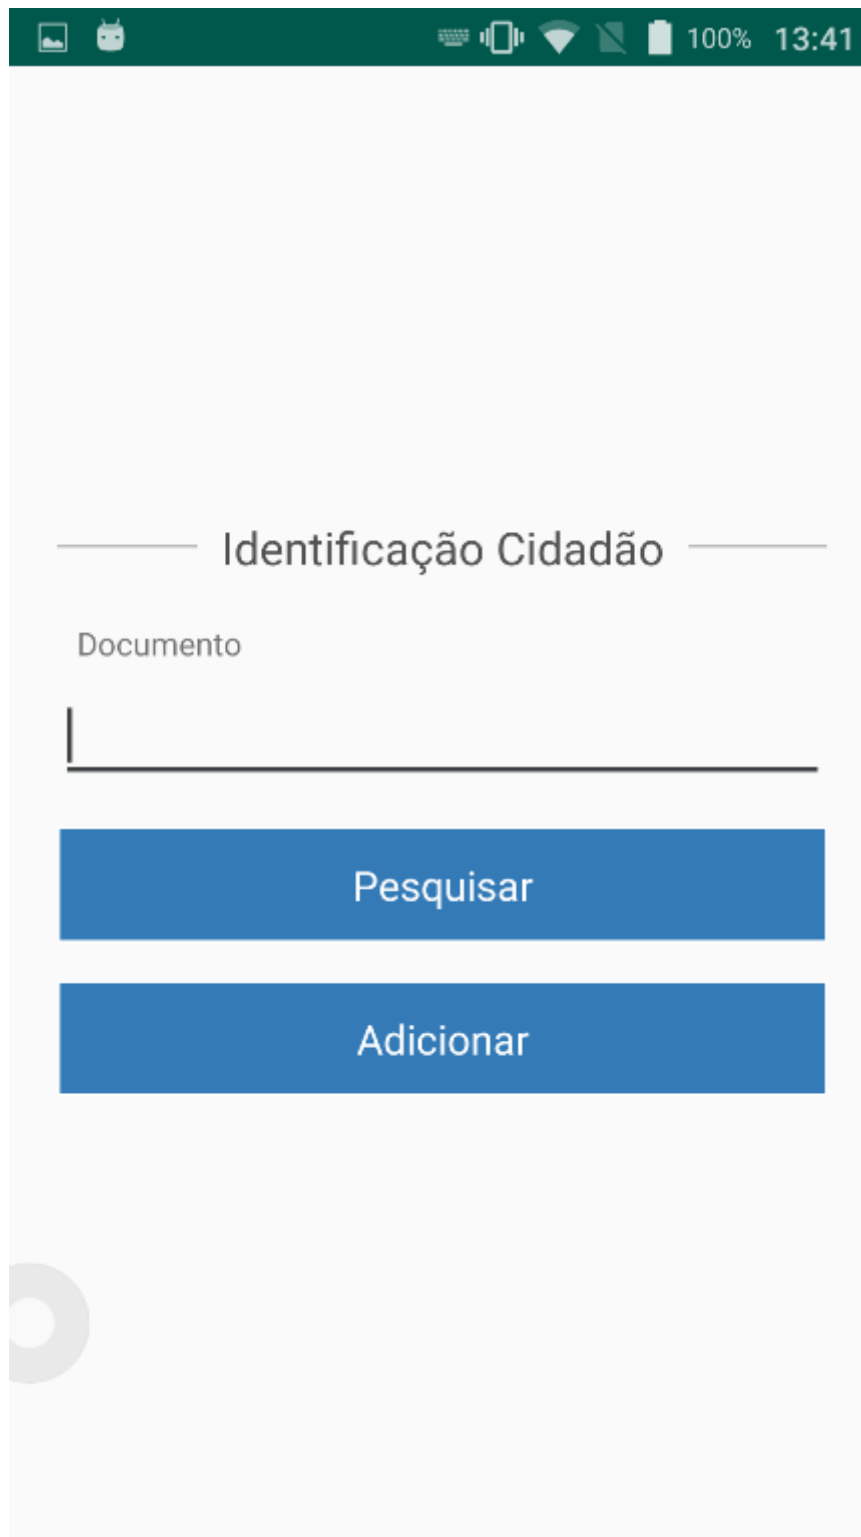 100% 13:41
Identificação Cidadão
Documento
Pesquisar
Adicionar